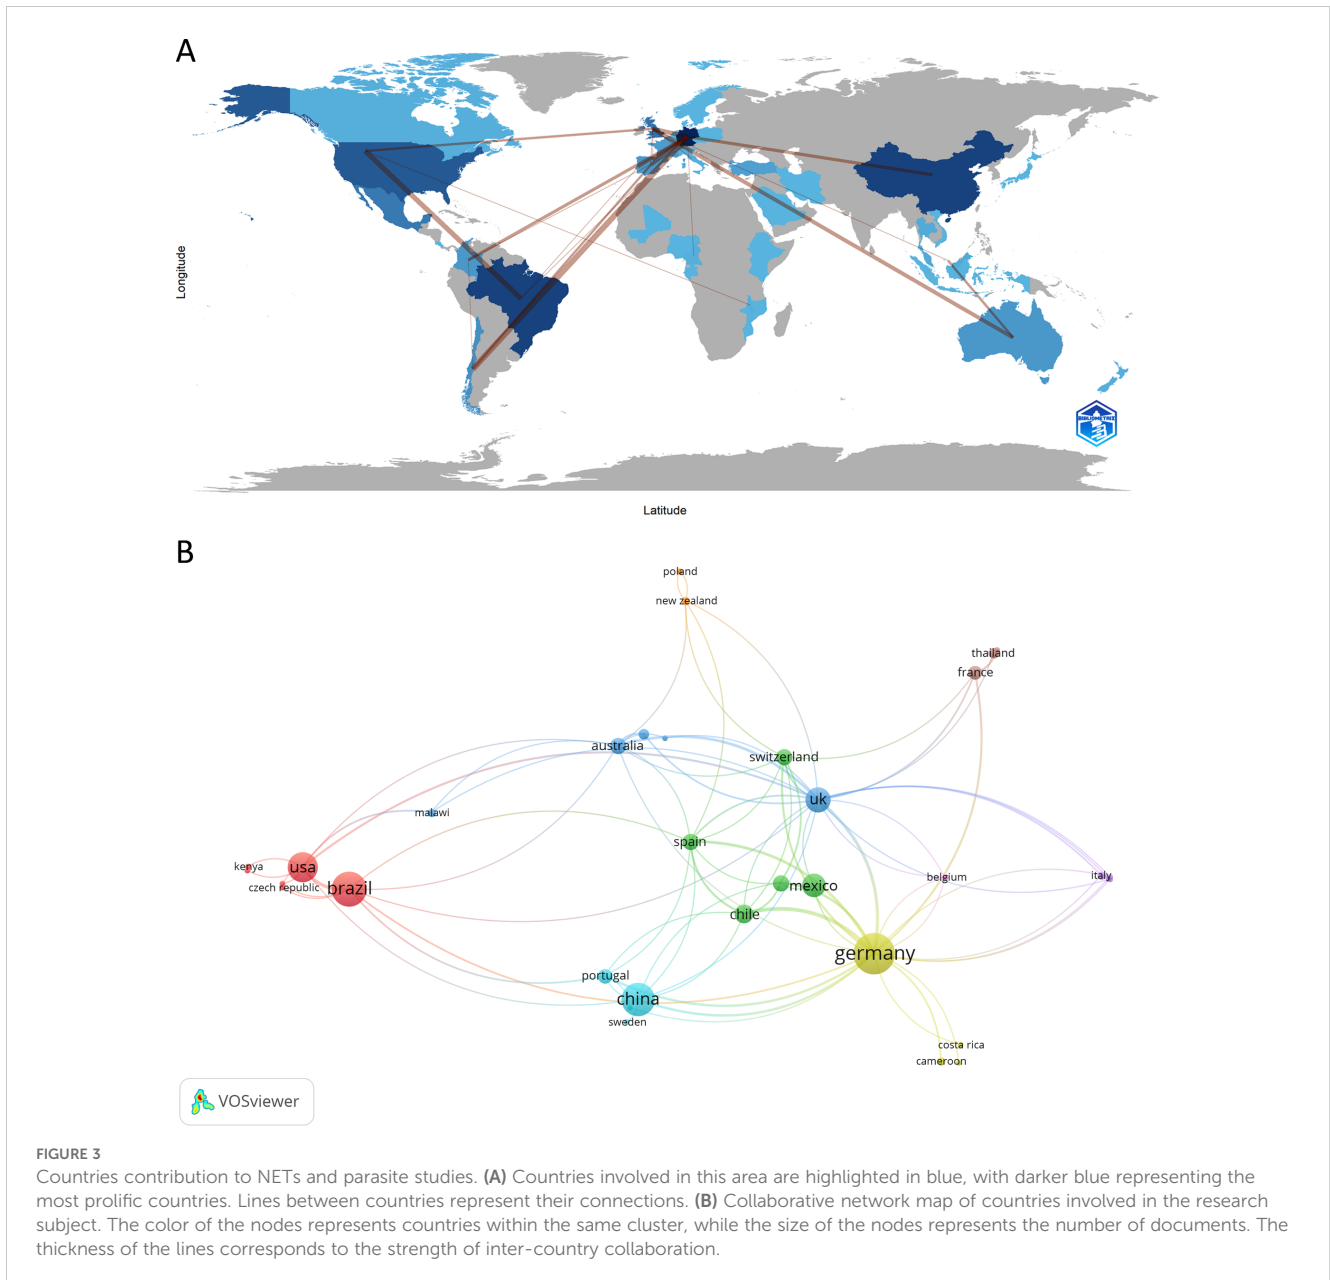 A
Longitude
BIBLIOMETRIX
Latitude
B
poland
new zealand
thailand
france
australia
switzerland
uk
malawi
spain
kenya
usa
czech republic
brazil
mexico
belgium
italy
chile
germany
portugal
china
sweden
costa rica
cameroon
VOSviewer
FIGURE 3
Countries contribution to NETs and parasite studies. (A) Countries involved in this area are highlighted in blue, with darker blue representing the
most prolific countries. Lines between countries represent their connections. (B) Collaborative network map of countries involved in the research
subject. The color of the nodes represents countries within the same cluster, while the size of the nodes represents the number of documents. The
thickness of the lines corresponds to the strength of inter-country collaboration.